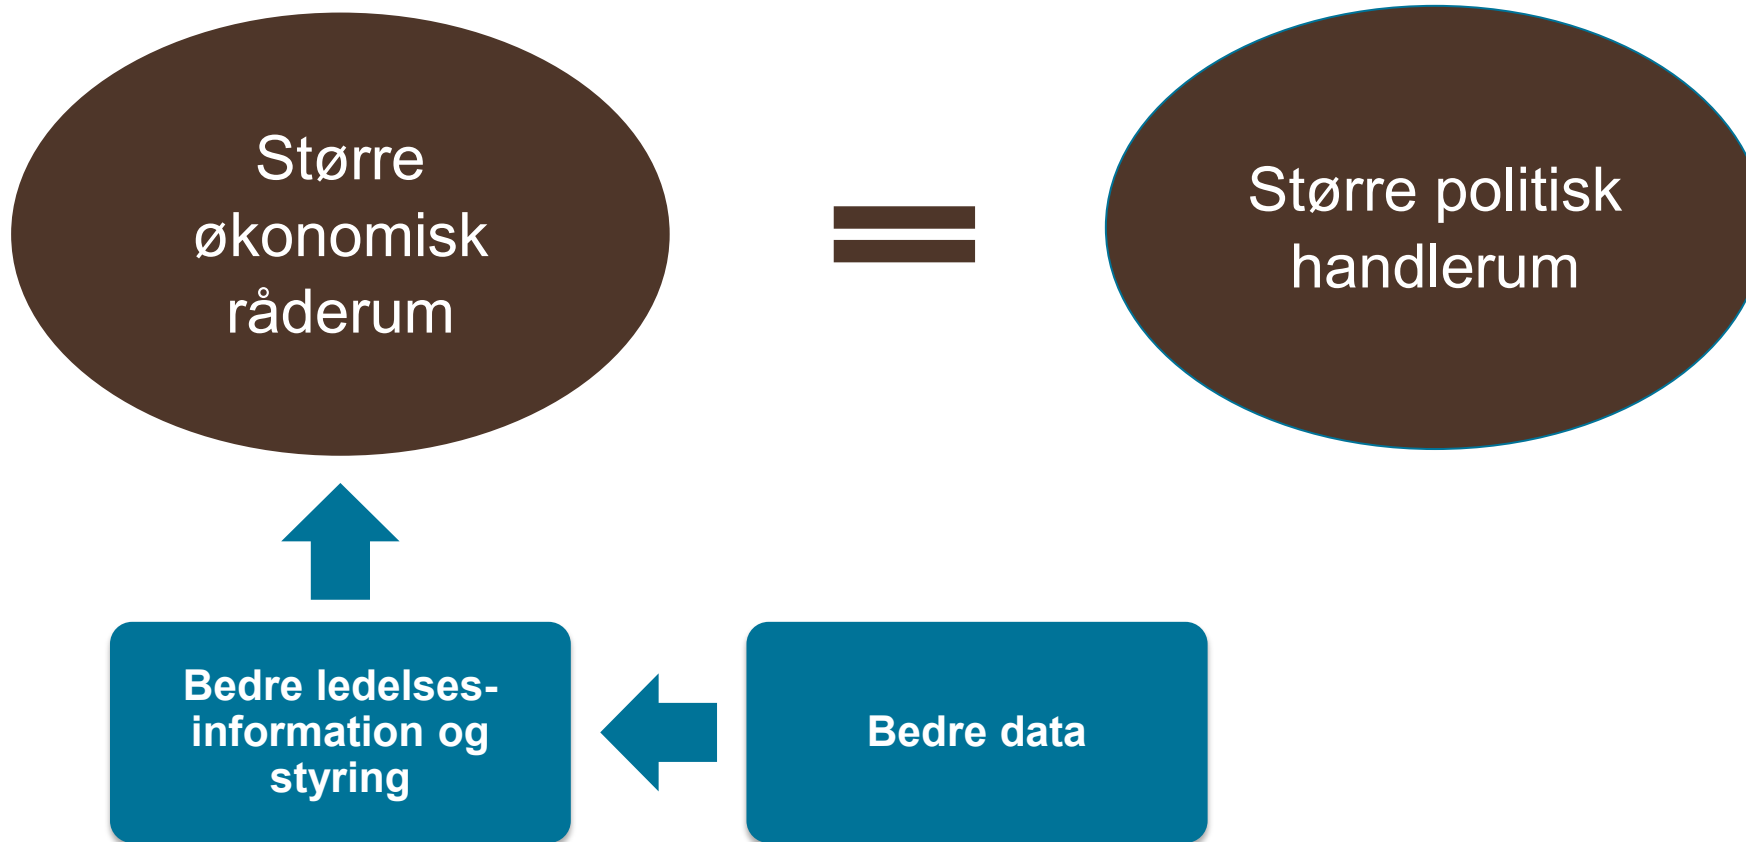 Større
økonomisk
råderum
Større politisk
handlerum
Bedre ledelses-
information og
styring
Bedre data